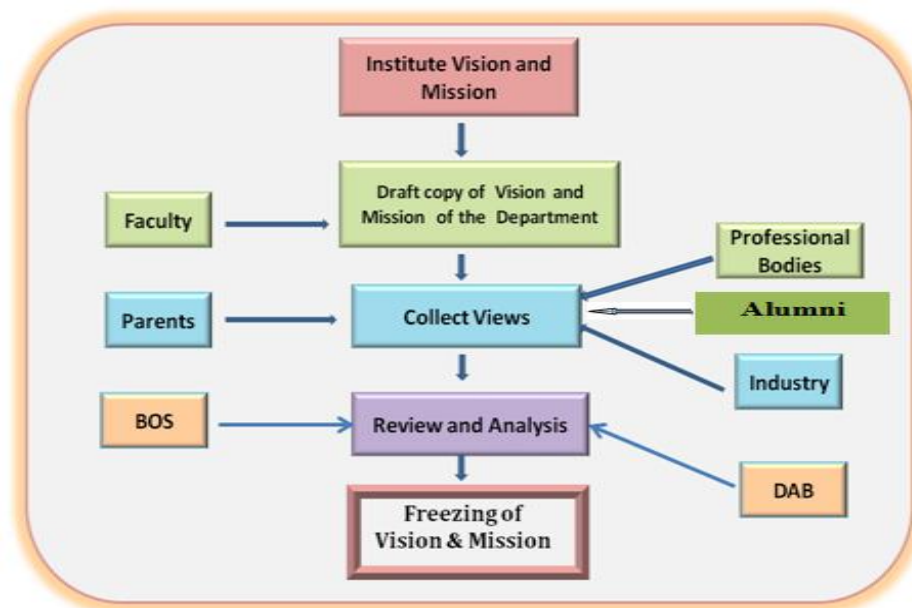 Institute Vision and
Mission
Draft copy of Vision and
Mission of the Department
Faculty
Professional
Bodies
Alumni
Parents
Collect Views
Industry
BOS
Review and Analysis
DAB
Freezing of
Vision & Mission